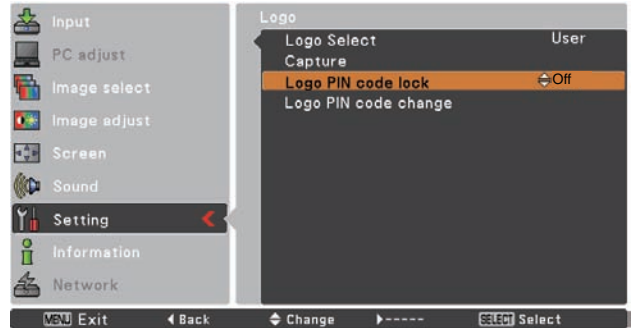 Input
PC adjust
Image select
Image adjust
Screen
Sound
Setting
Information
Network
Logo
Logo Select User
Capture
Logo PIN code lock Off
Logo PIN code change
MENU Exit Back Change ----- SELECT Select